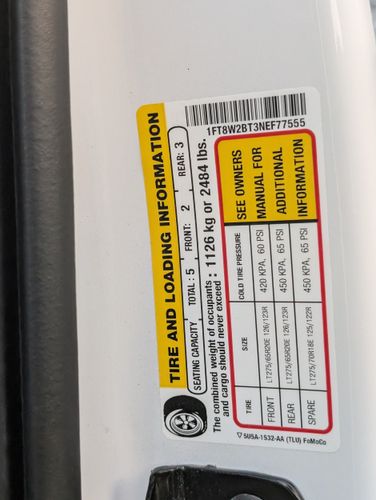 1FT8W2BT3NEF77555
TIRE AND LOADING INFORMATION
SEATING CAPACITY TOTAL : 5 FRONT: 2 REAR: 3
The combined weight of occupants : 1126 kg or 2484 lbs.
and cargo should never exceed
TIRE SIZE COLD TIRE PRESSURE
FRONT LT275/65R20E 126/123R 420 KPA, 60 PSI
REAR LT275/65R20E 126/123R 450 KPA, 65 PSI
SPARE LT275/70R18E 125/122R 450 KPA, 65 PSI
SEE OWNERS
MANUAL FOR
ADDITIONAL
INFORMATION
5U5A-1532-AA (TLU) FoMoCo